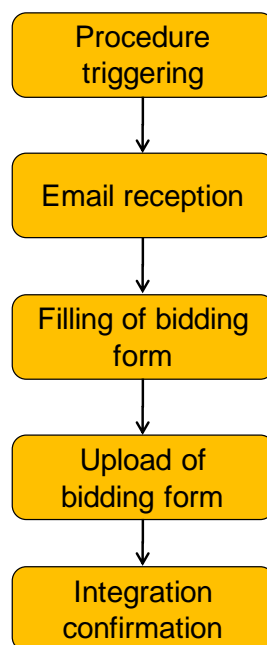 Procedure
triggering
Email reception
Filling of bidding
form
Upload of
bidding form
Integration
confirmation